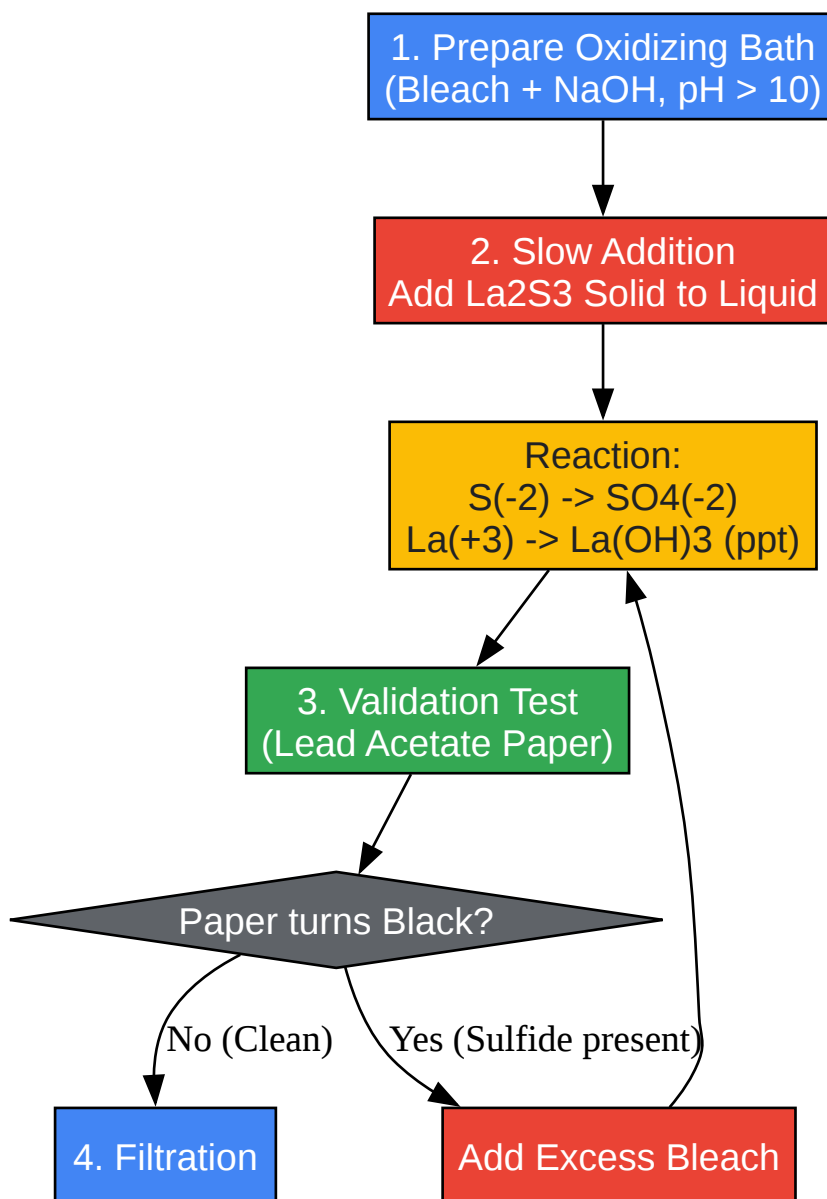 1. Prepare Oxidizing Bath
(Bleach + NaOH, pH > 10)
2. Slow Addition
Add La2S3 Solid to Liquid
Reaction:
S(-2) -> SO4(-2)
La(+3) -> La(OH)3 (ppt)
3. Validation Test
(Lead Acetate Paper)
Paper turns Black?
No (Clean)
Yes (Sulfide present)
4. Filtration
Add Excess Bleach